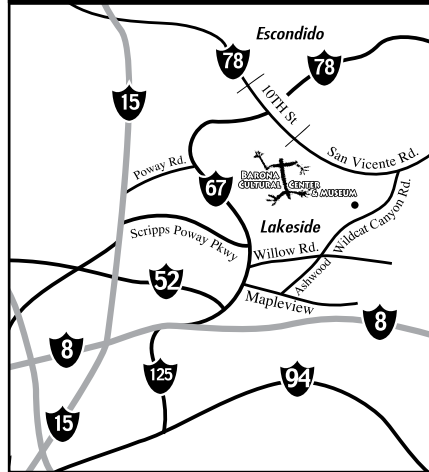 Escondido
78
78
15
10TH St
San Vicente Rd.
Poway Rd.
BARONA
CULTURAL CENTER
& MUSEUM
67
Lakeside
Wildcat Canyon Rd.
Ashwood
Scripps Poway Pkwy
Willow Rd.
52
Mapleview
8
8
125
94
15